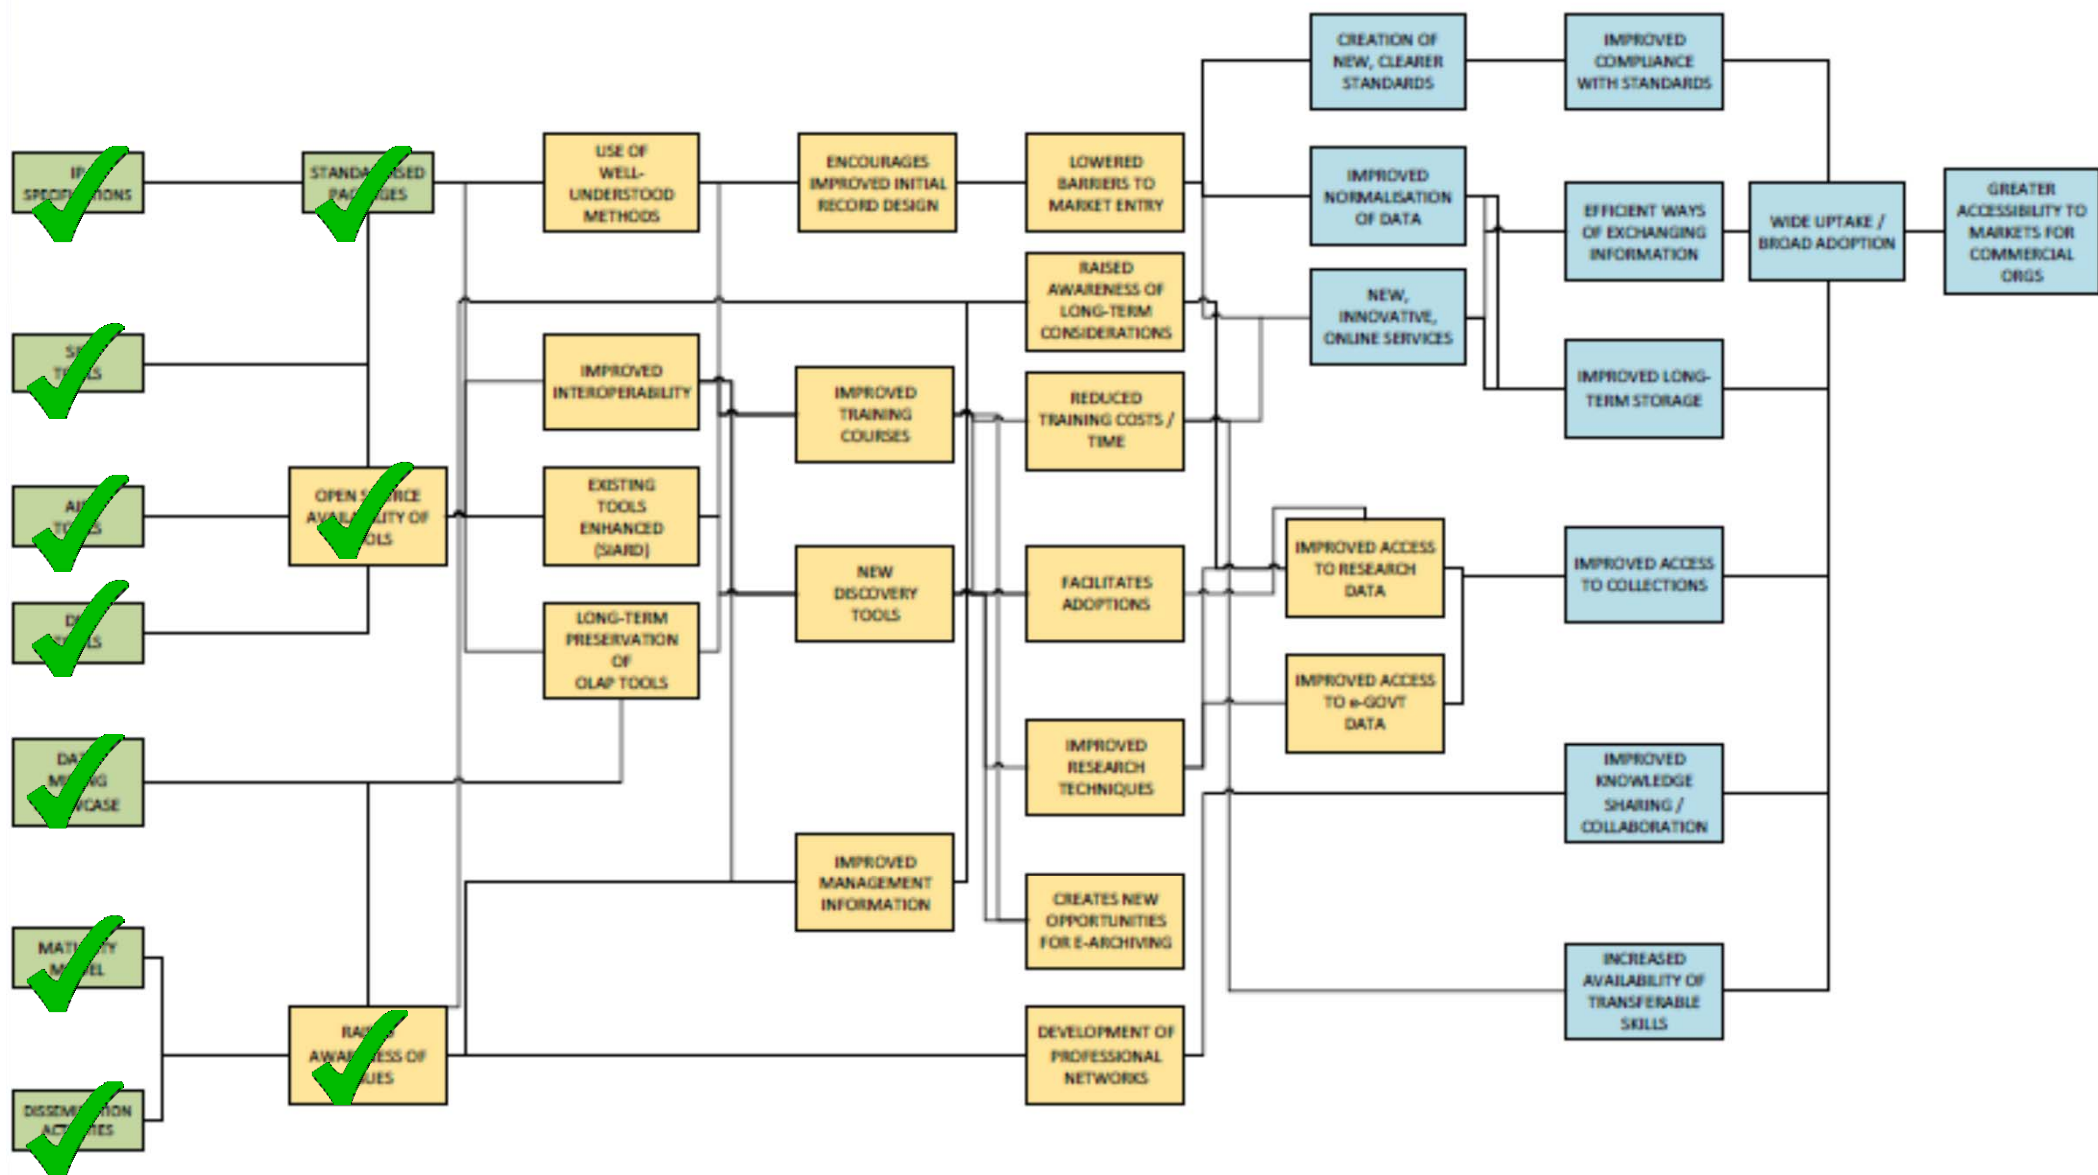 CREATION OF
NEW, CLEARER
STANDARDS
IMPROVED
COMPLIANCE
WITH STANDARDS
USE OF
WELL-
UNDERSTOOD
METHODS
ENCOURAGES
IMPROVED INITIAL
RECORD DESIGN
LOWERED
BARRIERS TO
MARKET ENTRY
IMPROVED
NORMALISATION
OF DATA
EFFICIENT WAYS
OF EXCHANGING
INFORMATION
WIDE UPTAKE /
BROAD ADOPTION
GREATER
ACCESSIBILITY TO
MARKETS FOR
COMMERCIAL
ORGS
RAISED
AWARENESS OF
LONG-TERM
CONSIDERATIONS
NEW,
INNOVATIVE,
ONLINE SERVICES
IMPROVED
INTEROPERABILITY
IMPROVED
TRAINING
COURSES
REDUCED
TRAINING COSTS /
TIME
IMPROVED LONG-
TERM STORAGE
OPEN
OF
EXISTING
TOOLS
ENHANCED
(SIARD)
NEW
DISCOVERY
TOOLS
FACILITATES
ADOPTIONS
IMPROVED ACCESS
TO RESEARCH
DATA
IMPROVED ACCESS
TO COLLECTIONS
LONG-TERM
PRESERVATION
OF
OLAP TOOLS
IMPROVED
RESEARCH
TECHNIQUES
IMPROVED ACCESS
TO e-GOVT
DATA
IMPROVED
KNOWLEDGE
SHARING /
COLLABORATION
IMPROVED
MANAGEMENT
INFORMATION
CREATES NEW
OPPORTUNITIES
FOR E-ARCHIVING
INCREASED
AVAILABILITY OF
TRANSFERABLE
SKILLS
OF
DEVELOPMENT OF
PROFESSIONAL
NETWORKS